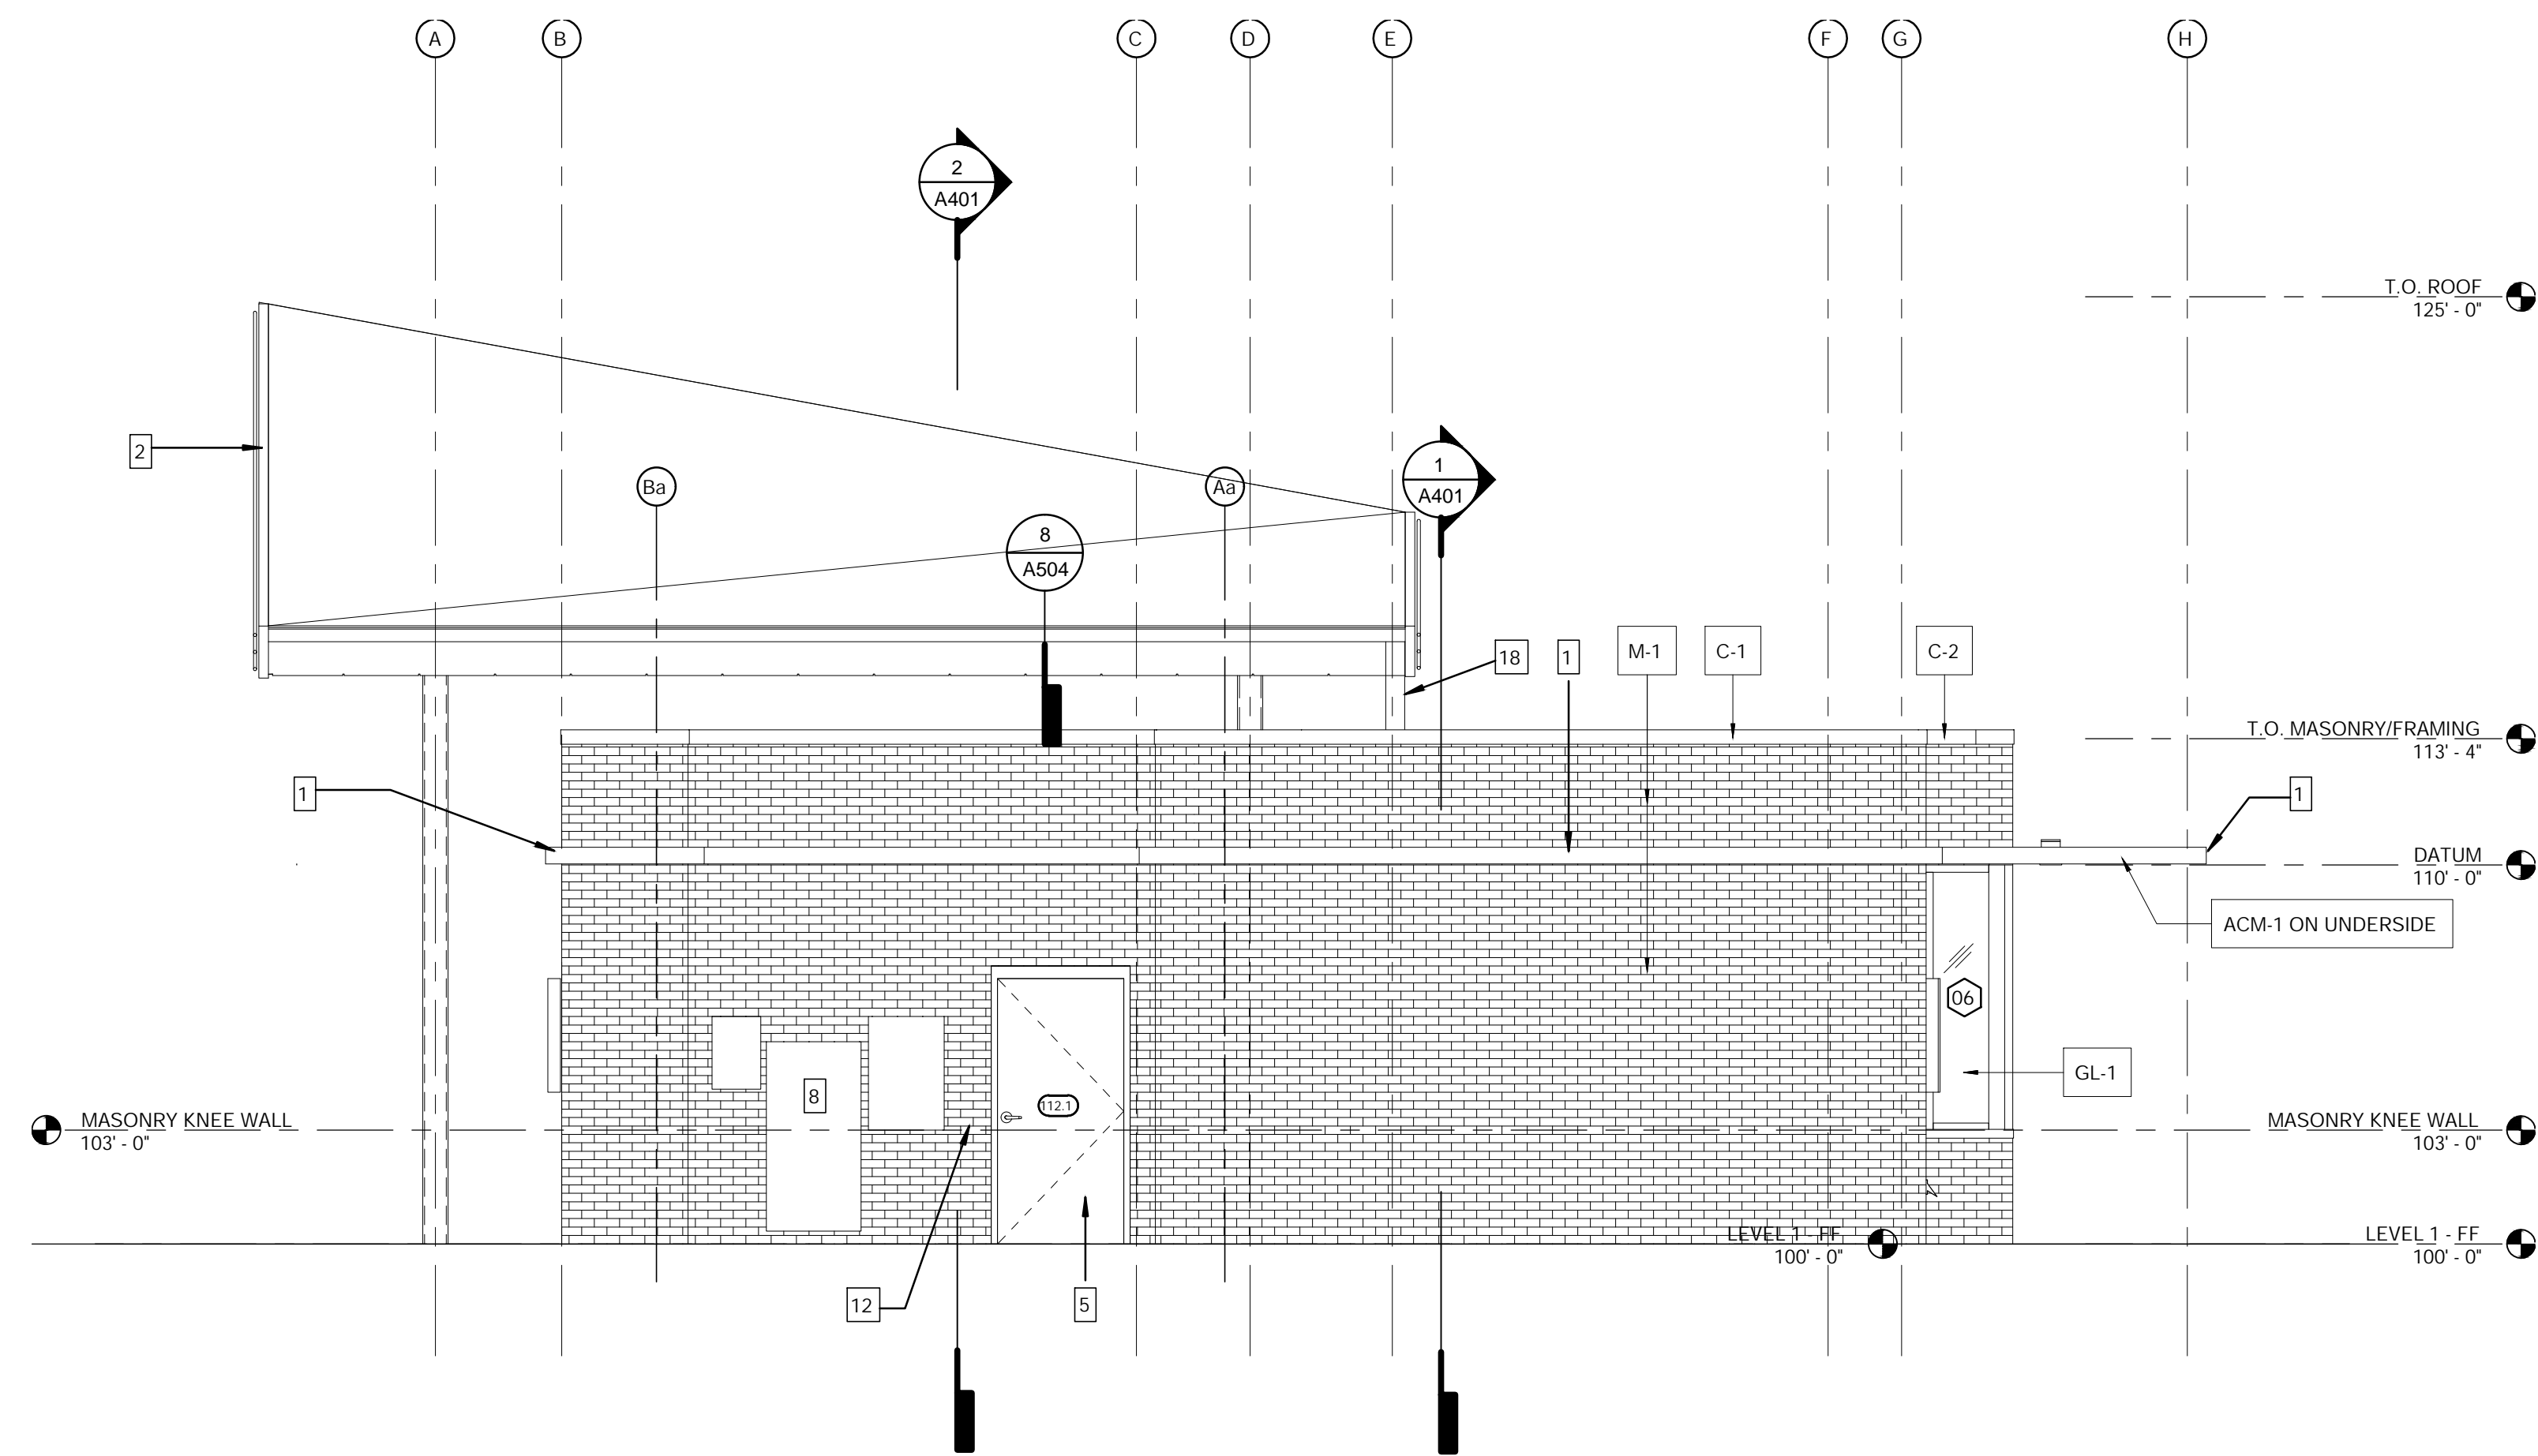 A
B
C
D
E
F
G
H
2
A401
T.O. ROOF
125' - 0"
2
Ba
Aa
1
A401
8
A504
18
1
M-1
C-1
C-2
T.O. MASONRY/FRAMING
113' - 4"
1
1
DATUM
110' - 0"
ACM-1 ON UNDERSIDE
06
GL-1
8
112.1
MASONRY KNEE WALL
103' - 0"
MASONRY KNEE WALL
103' - 0"
LEVEL 1 - FF
100' - 0"
LEVEL 1 - FF
100' - 0"
12
5